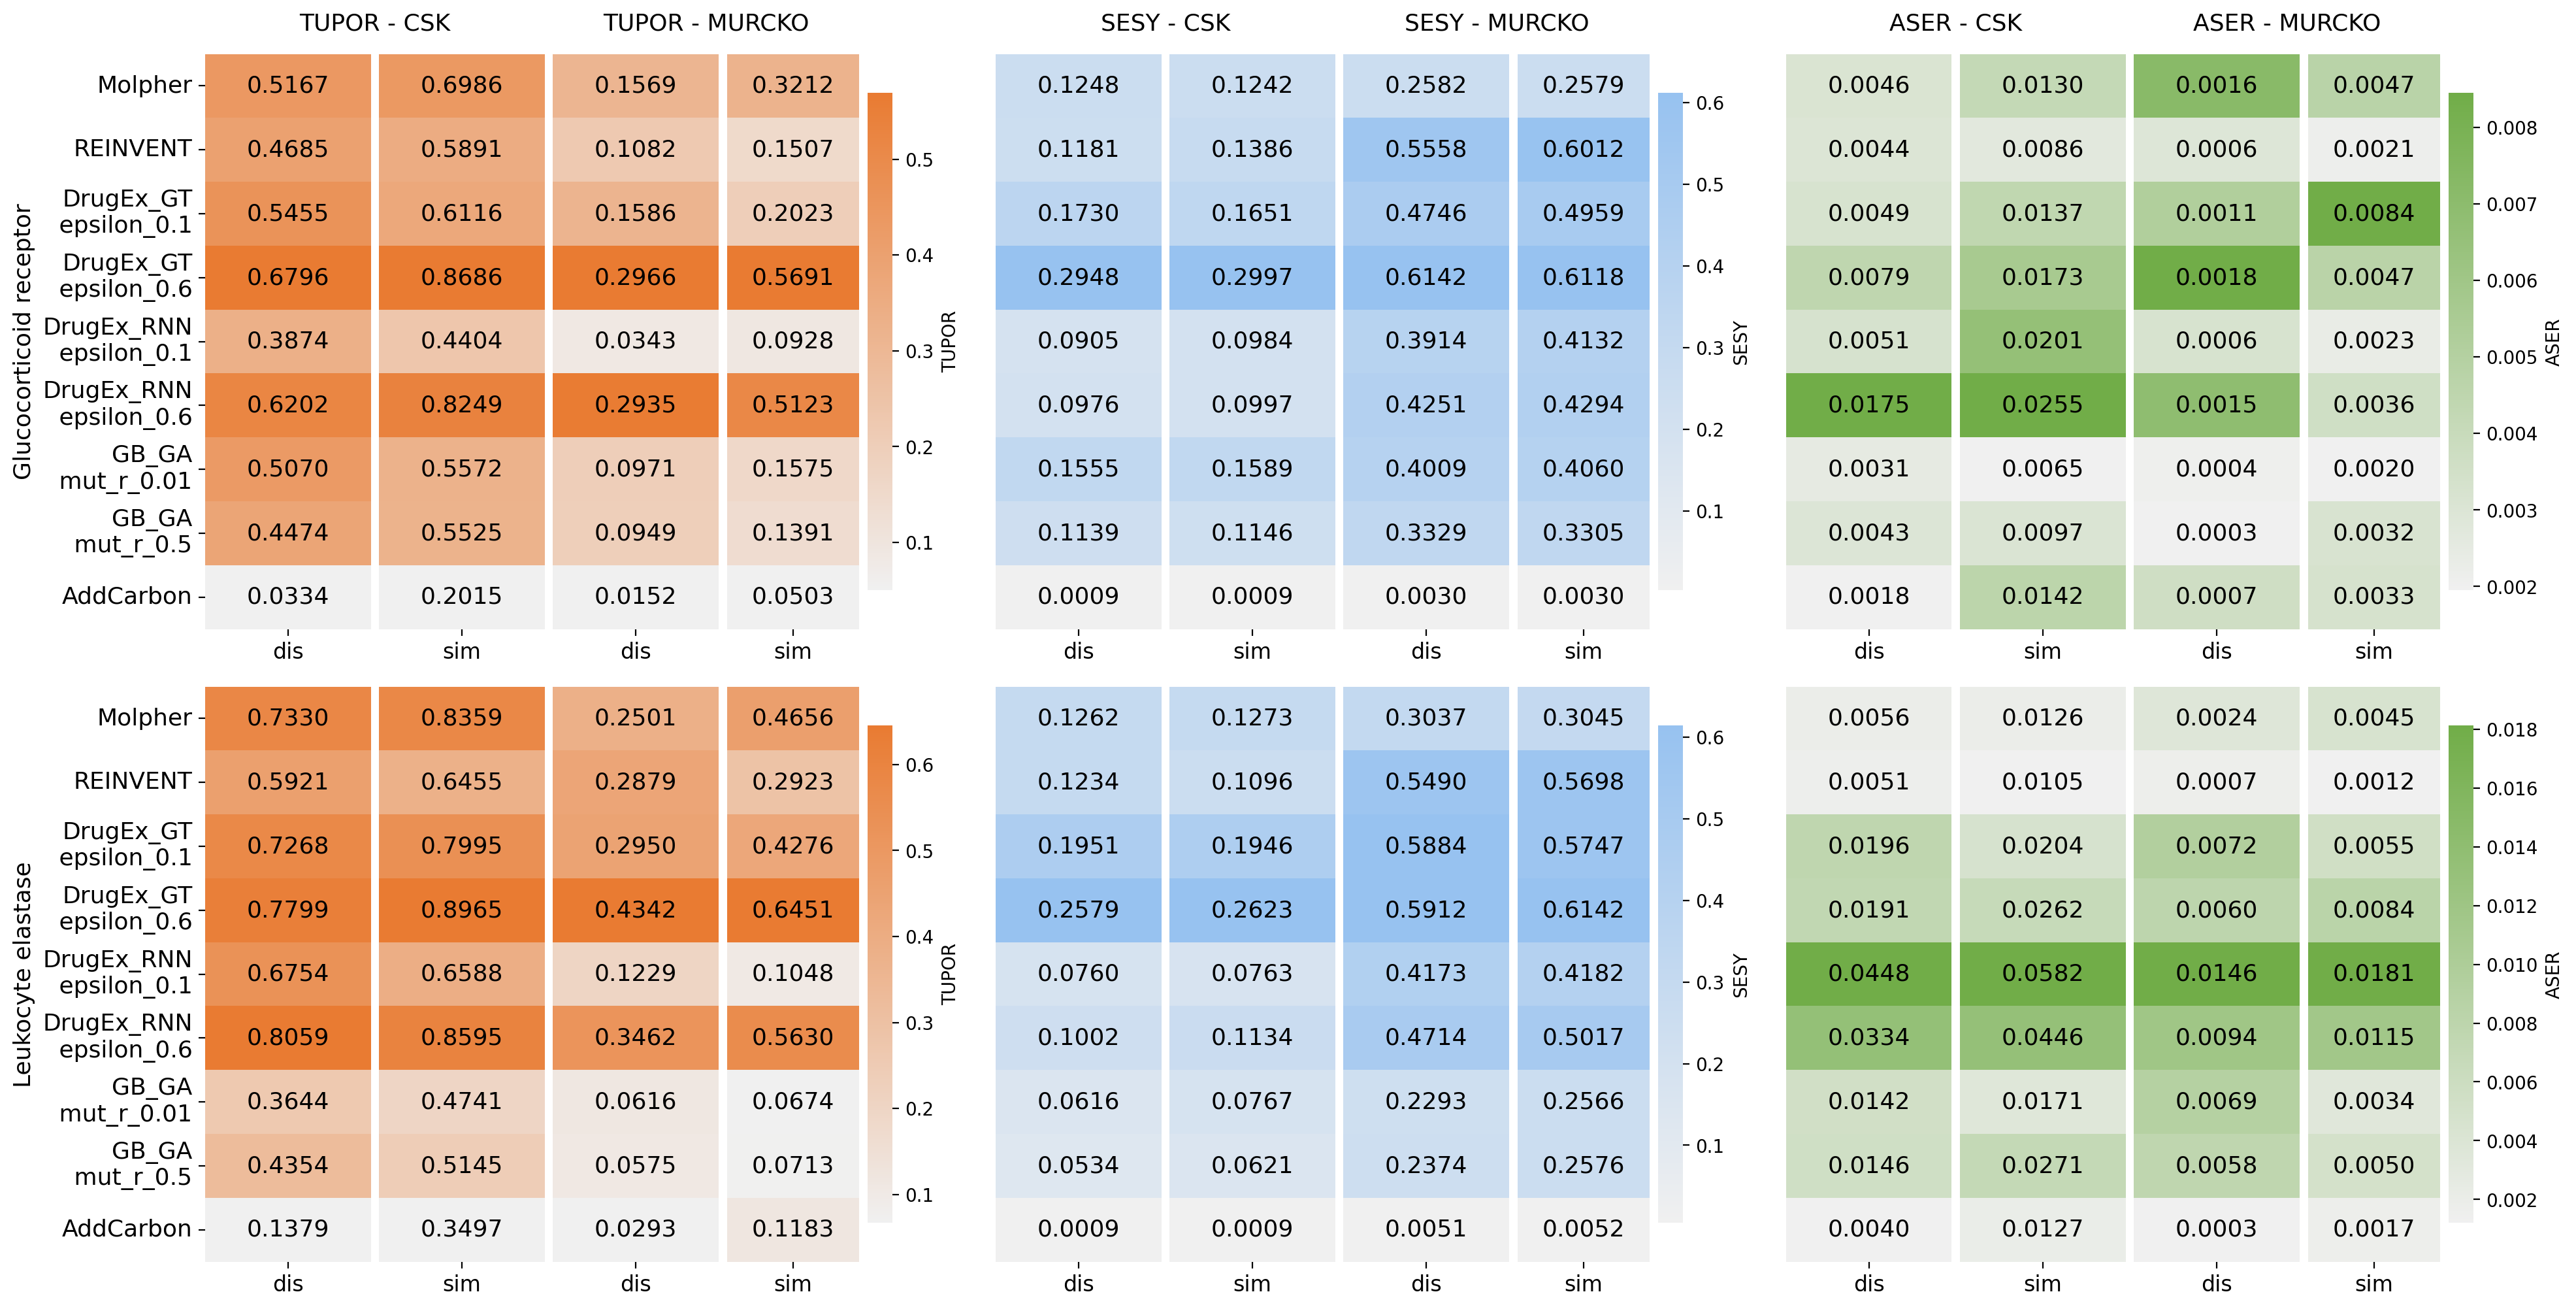 TUPOR - CSK TUPOR - MURCKO SESY - CSK SESY - MURCKO ASER - CSK ASER - MURCKO
Glucocorticoid receptor
Molpher 0.5167 0.6986 0.1569 0.3212 0.1248 0.1242 0.2582 0.2579 0.0046 0.0130 0.0016 0.0047
REINVENT 0.4685 0.5891 0.1082 0.1507 0.1181 0.1386 0.5558 0.6012 0.0044 0.0086 0.0006 0.0021
DrugEx_GT
epsilon_0.1 0.5455 0.6116 0.1586 0.2023 0.1730 0.1651 0.4746 0.4959 0.0049 0.0137 0.0011 0.0084
DrugEx_GT
epsilon_0.6 0.6796 0.8686 0.2966 0.5691 0.2948 0.2997 0.6142 0.6118 0.0079 0.0173 0.0018 0.0047
DrugEx_RNN
epsilon_0.1 0.3874 0.4404 0.0343 0.0928 0.0905 0.0984 0.3914 0.4132 0.0051 0.0201 0.0006 0.0023
DrugEx_RNN
epsilon_0.6 0.6202 0.8249 0.2935 0.5123 0.0976 0.0997 0.4251 0.4294 0.0175 0.0255 0.0015 0.0036
GB_GA
mut_r_0.01 0.5070 0.5572 0.0971 0.1575 0.1555 0.1589 0.4009 0.4060 0.0031 0.0065 0.0004 0.0020
GB_GA
mut_r_0.5 0.4474 0.5525 0.0949 0.1391 0.1139 0.1146 0.3329 0.3305 0.0043 0.0097 0.0003 0.0032
AddCarbon 0.0334 0.2015 0.0152 0.0503 0.0009 0.0009 0.0030 0.0030 0.0018 0.0142 0.0007 0.0033
dis sim dis sim dis sim dis sim dis sim dis sim
0.5
0.4
0.3
0.2
0.1
TUPOR
0.6
0.5
0.4
0.3
0.2
0.1
SESY
0.008
0.007
0.006
0.005
0.004
0.003
0.002
ASER
Leukocyte elastase
Molpher 0.7330 0.8359 0.2501 0.4656 0.1262 0.1273 0.3037 0.3045 0.0056 0.0126 0.0024 0.0045
REINVENT 0.5921 0.6455 0.2879 0.2923 0.1234 0.1096 0.5490 0.5698 0.0051 0.0105 0.0007 0.0012
DrugEx_GT
epsilon_0.1 0.7268 0.7995 0.2950 0.4276 0.1951 0.1946 0.5884 0.5747 0.0196 0.0204 0.0072 0.0055
DrugEx_GT
epsilon_0.6 0.7799 0.8965 0.4342 0.6451 0.2579 0.2623 0.5912 0.6142 0.0191 0.0262 0.0060 0.0084
DrugEx_RNN
epsilon_0.1 0.6754 0.6588 0.1229 0.1048 0.0760 0.0763 0.4173 0.4182 0.0448 0.0582 0.0146 0.0181
DrugEx_RNN
epsilon_0.6 0.8059 0.8595 0.3462 0.5630 0.1002 0.1134 0.4714 0.5017 0.0334 0.0446 0.0094 0.0115
GB_GA
mut_r_0.01 0.3644 0.4741 0.0616 0.0674 0.0616 0.0767 0.2293 0.2566 0.0142 0.0171 0.0069 0.0034
GB_GA
mut_r_0.5 0.4354 0.5145 0.0575 0.0713 0.0534 0.0621 0.2374 0.2576 0.0146 0.0271 0.0058 0.0050
AddCarbon 0.1379 0.3497 0.0293 0.1183 0.0009 0.0009 0.0051 0.0052 0.0040 0.0127 0.0003 0.0017
dis sim dis sim dis sim dis sim dis sim dis sim
0.6
0.5
0.4
0.3
0.2
0.1
TUPOR
0.6
0.5
0.4
0.3
0.2
0.1
SESY
0.018
0.016
0.014
0.012
0.010
0.008
0.006
0.004
0.002
ASER